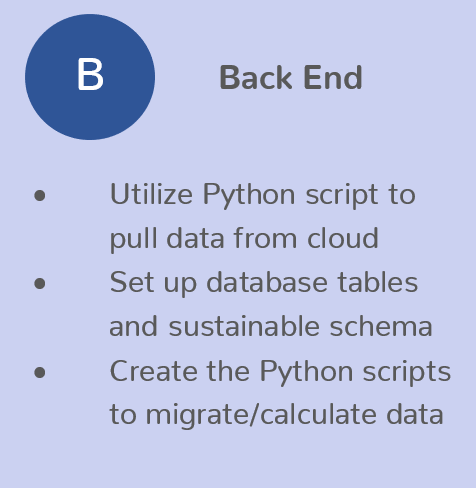 B
Back End
• Utilize Python script to
pull data from cloud
• Set up database tables
and sustainable schema
• Create the Python scripts
to migrate/calculate data